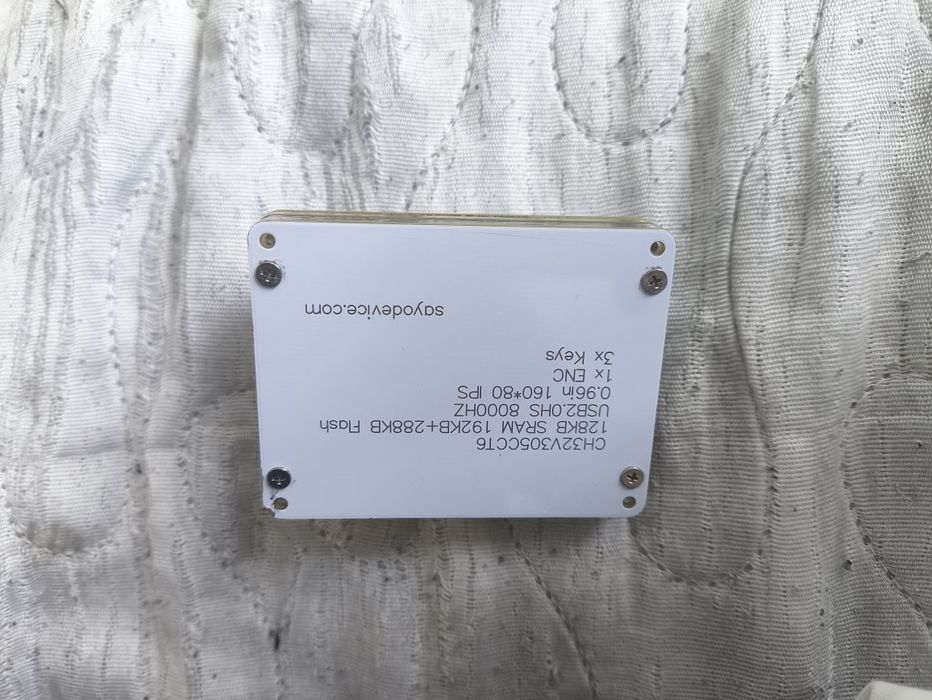 CH32V305CCT6
128KB SRAM 192KB+288KB Flash
USB2.0HS 8000HZ
0.96in 160*80 IPS
1x ENC
3x Keys
sayodevice.com